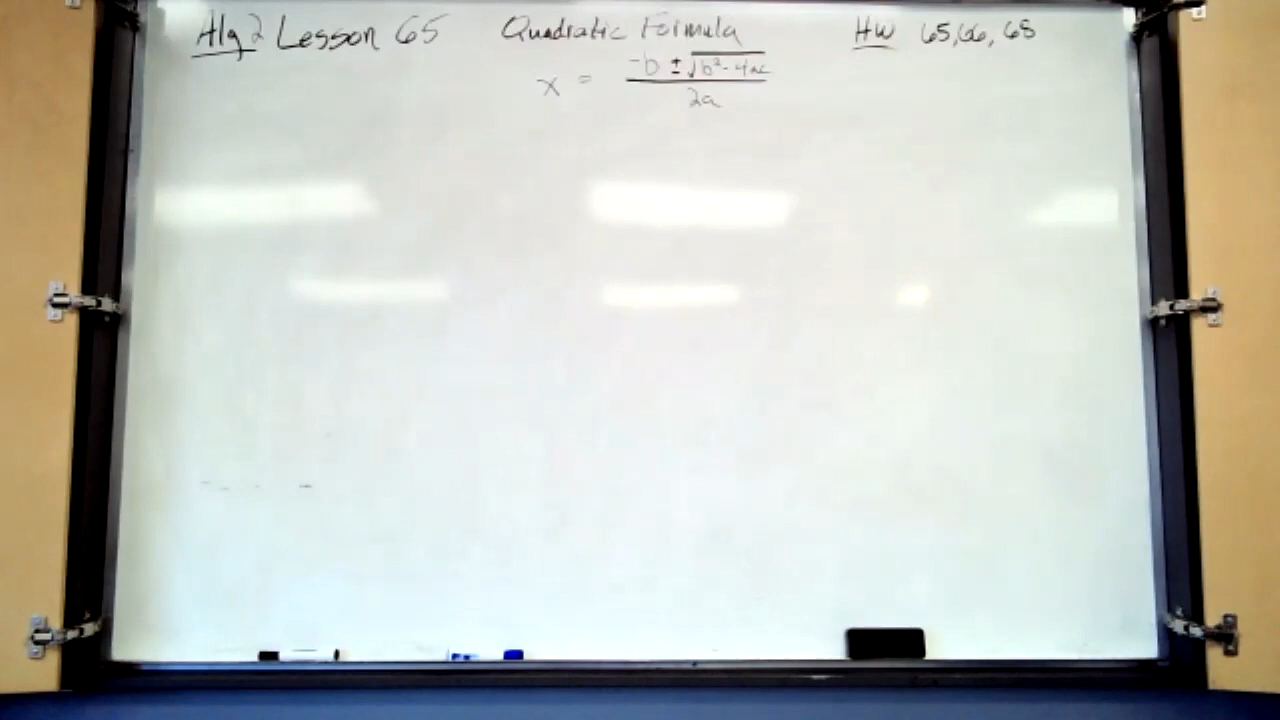 Alg 2 Lesson 65 Quadratic Formula HW 65, 66, 68
x = -b ± √b² - 4ac / 2a